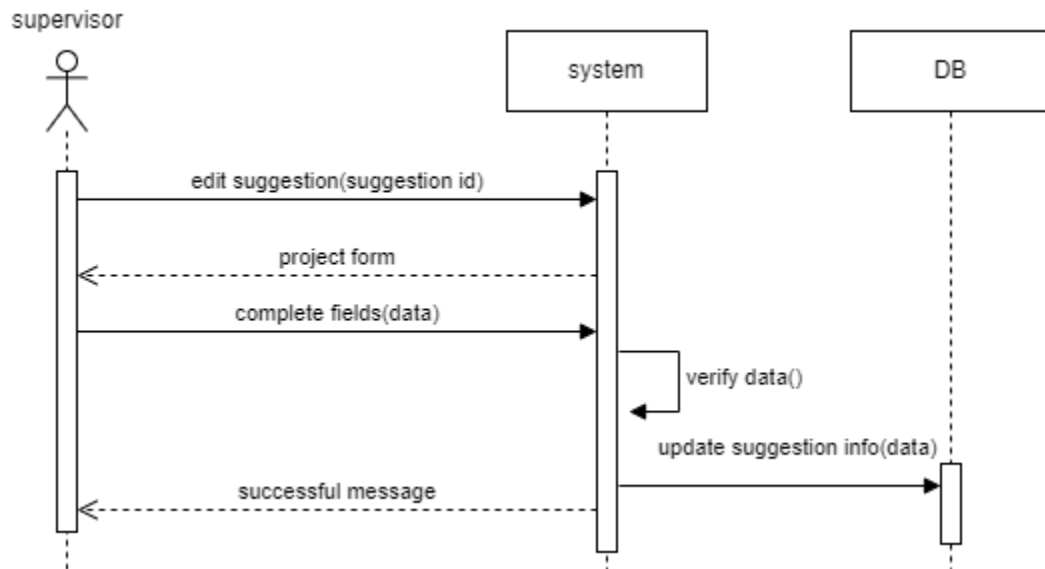 supervisor
system
DB
edit suggestion(suggestion id)
project form
complete fields(data)
verify data()
update suggestion info(data)
successful message